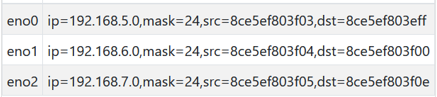 eno0 ip=192.168.5.0,mask=24,src=8ce5ef803f03,dst=8ce5ef803eff
eno1 ip=192.168.6.0,mask=24,src=8ce5ef803f04,dst=8ce5ef803f00
eno2 ip=192.168.7.0,mask=24,src=8ce5ef803f05,dst=8ce5ef803f0e